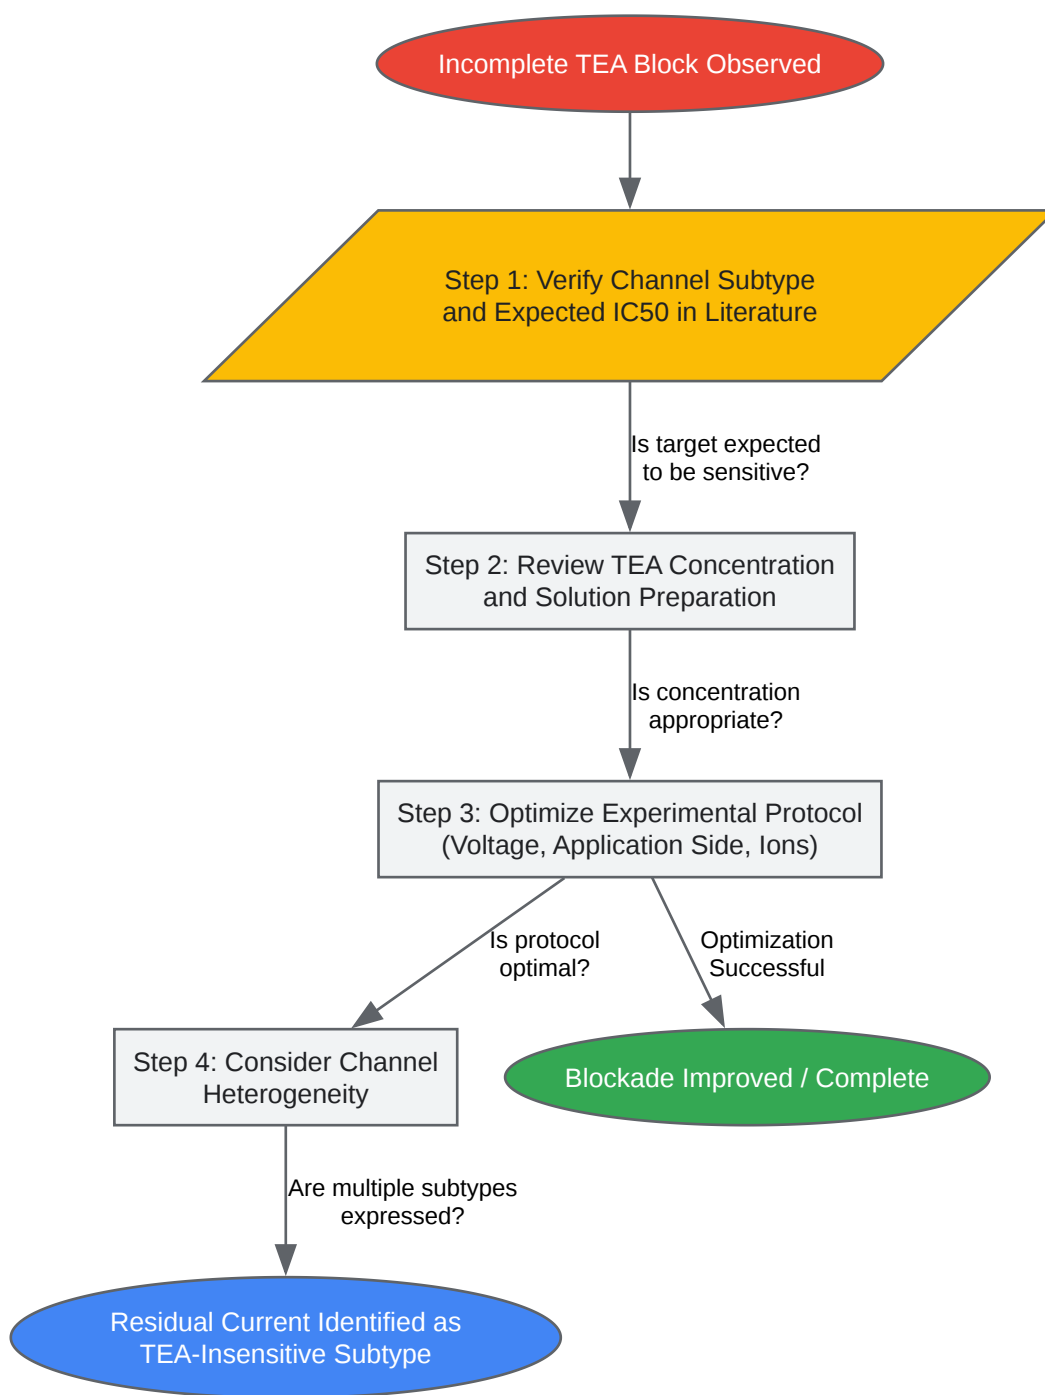 Incomplete TEA Block Observed
Step 1: Verify Channel Subtype
and Expected IC50 in Literature
Is target expected
to be sensitive?
Step 2: Review TEA Concentration
and Solution Preparation
Is concentration
appropriate?
Step 3: Optimize Experimental Protocol
(Voltage, Application Side, Ions)
Is protocol
optimal?
Optimization
Successful
Step 4: Consider Channel
Heterogeneity
Blockade Improved / Complete
Are multiple subtypes
expressed?
Residual Current Identified as
TEA-Insensitive Subtype